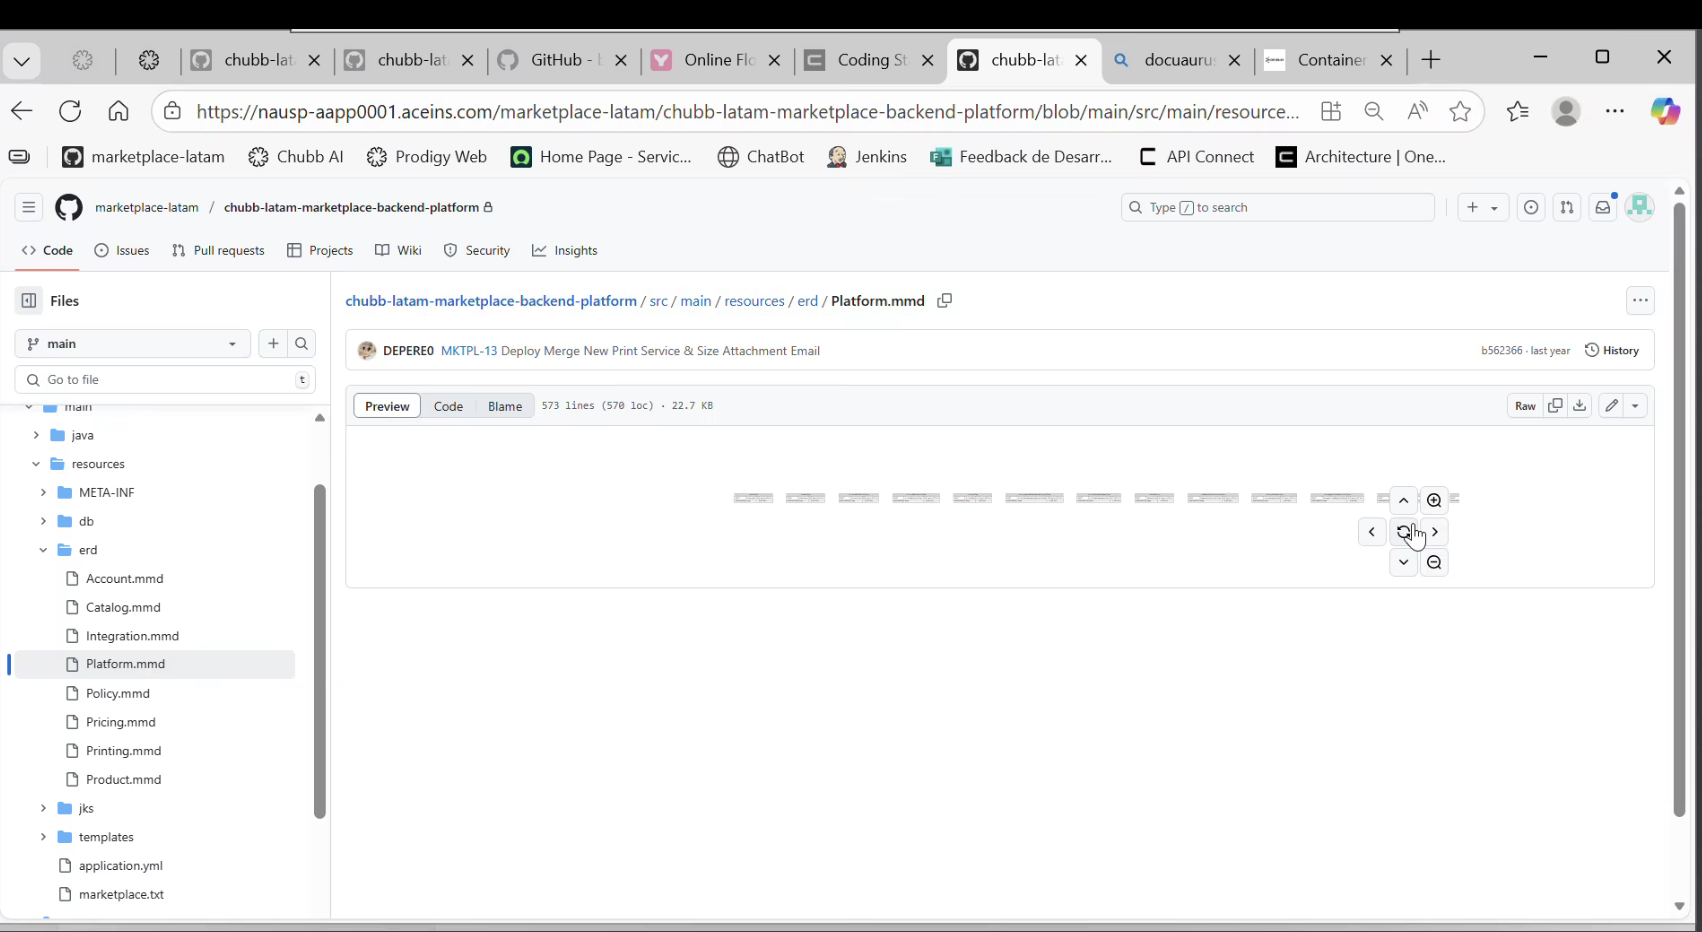 chubb-lat
chubb-lat
GitHub - b
Online Flo
Coding St
chubb-lat
docuauru
Container
https://nausp-aapp0001.aceins.com/marketplace-latam/chubb-latam-marketplace-backend-platform/blob/main/src/main/resource...
marketplace-latam
Chubb AI
Prodigy Web
Home Page - Servic...
ChatBot
Jenkins
Feedback de Desarr...
API Connect
Architecture | One...
marketplace-latam / chubb-latam-marketplace-backend-platform
Type / to search
Code
Issues
Pull requests
Projects
Wiki
Security
Insights
Files
chubb-latam-marketplace-backend-platform / src / main / resources / erd / Platform.mmd
main
DEPERE0 MKTPL-13 Deploy Merge New Print Service & Size Attachment Email
b562366 · last year
History
Go to file
t
Preview
Code
Blame
573 lines (570 loc) · 22.7 KB
Raw
main
java
resources
META-INF
db
erd
Account.mmd
Catalog.mmd
Integration.mmd
Platform.mmd
Policy.mmd
Pricing.mmd
Printing.mmd
Product.mmd
jks
templates
application.yml
marketplace.txt